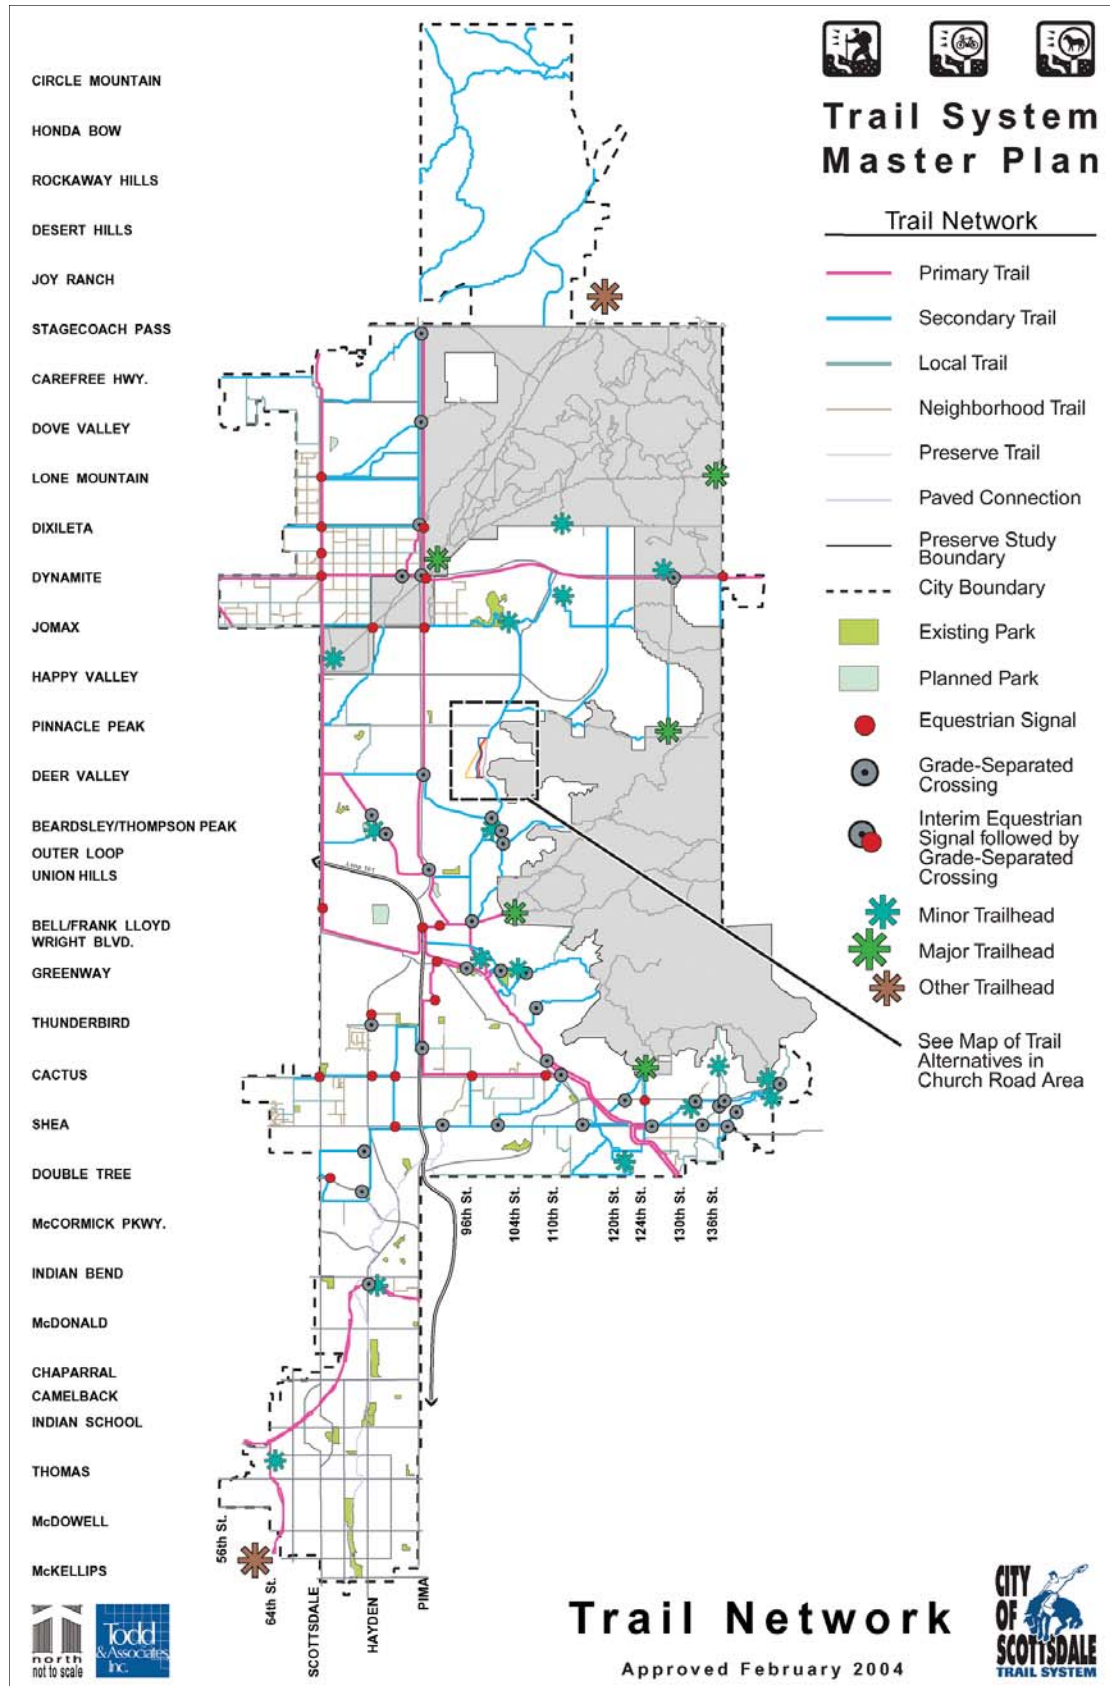 Trail System
Master Plan
Trail Network
Primary Trail
Secondary Trail
Local Trail
Neighborhood Trail
Preserve Trail
Paved Connection
Preserve Study
Boundary
City Boundary
Existing Park
Planned Park
Equestrian Signal
Grade-Separated
Crossing
Interim Equestrian
Signal followed by
Grade-Separated
Crossing
Minor Trailhead
Major Trailhead
Other Trailhead
See Map of Trail
Alternatives in
Church Road Area
CIRCLE MOUNTAIN
HONDA BOW
ROCKAWAY HILLS
DESERT HILLS
JOY RANCH
STAGECOACH PASS
CAREFREE HWY.
DOVE VALLEY
LONE MOUNTAIN
DIXILETA
DYNAMITE
JOMAX
HAPPY VALLEY
PINNACLE PEAK
DEER VALLEY
BEARDSLEY/THOMPSON PEAK
OUTER LOOP
UNION HILLS
BELL/FRANK LLOYD
WRIGHT BLVD.
GREENWAY
THUNDERBIRD
CACTUS
SHEA
DOUBLE TREE
McCORMICK PKWY.
INDIAN BEND
McDONALD
CHAPARRAL
CAMELBACK
INDIAN SCHOOL
THOMAS
McDOWELL
McKELLIPS
96th St.
104th St.
110th St.
120th St.
124th St.
130th St.
136th St.
56th St.
64th St.
SCOTTSDALE
HAYDEN
PIMA
north
not to scale
Todd
& Associates,
Inc.
Trail Network
Approved February 2004
CITY
OF
SCOTTSDALE
TRAIL SYSTEM